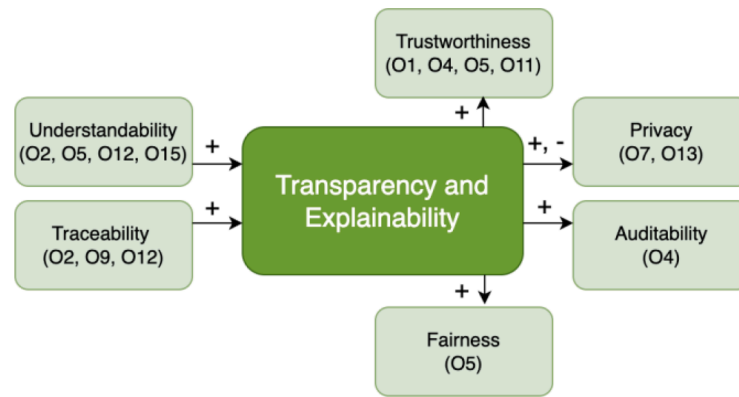 Trustworthiness
(O1, O4, O5, O11)
+
Understandability
(O2, O5, O12, O15)
+
Traceability
(O2, O9, O12)
+
Transparency and
Explainability
+, -
Privacy
(O7, O13)
+
Auditability
(O4)
+
Fairness
(O5)